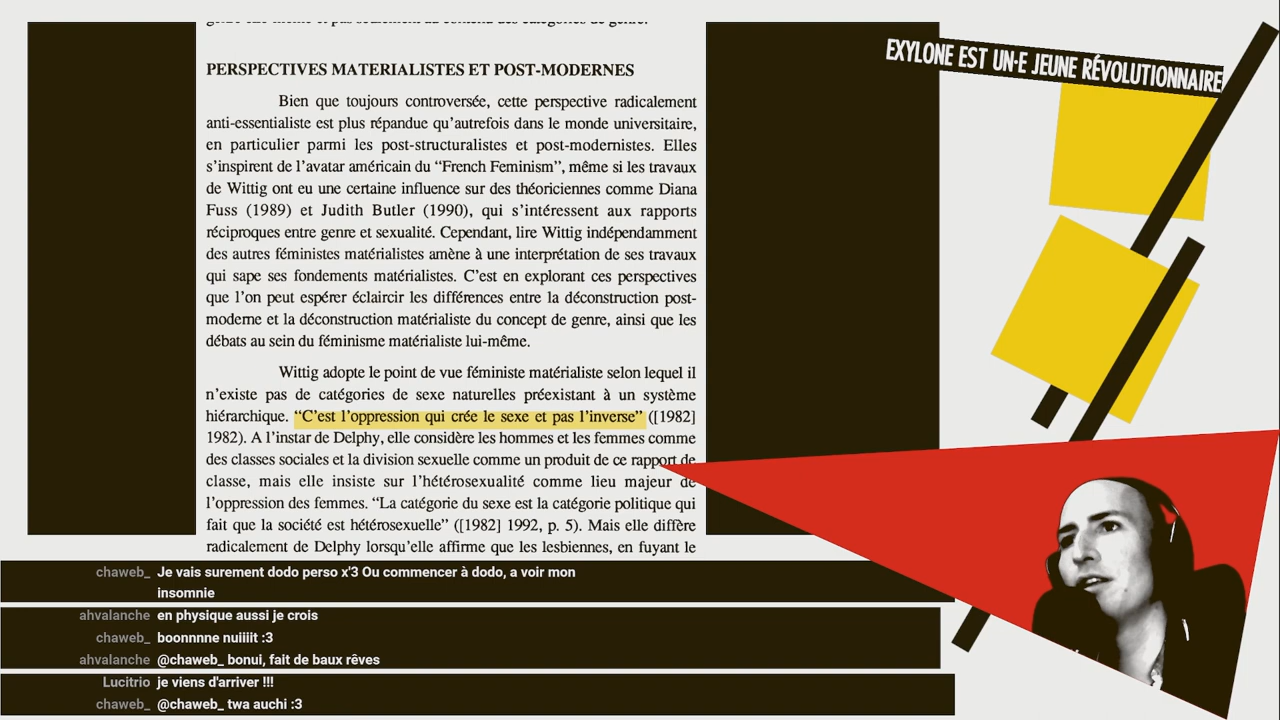 genre elle-même et pas seulement au contenu des catégories de genre.
PERSPECTIVES MATERIALISTES ET POST-MODERNES
Bien que toujours controversée, cette perspective radicalement
anti-essentialiste est plus répandue qu'autrefois dans le monde universitaire,
en particulier parmi les post-structuralistes et post-modernistes. Elles
s'inspirent de l'avatar américain du “French Feminism”, même si les travaux
de Wittig ont eu une certaine influence sur des théoriciennes comme Diana
Fuss (1989) et Judith Butler (1990), qui s'intéressent aux rapports
réciproques entre genre et sexualité. Cependant, lire Wittig indépendamment
des autres féministes matérialistes amène à une interprétation de ses travaux
qui sape ses fondements matérialistes. C'est en explorant ces perspectives
que l'on peut espérer éclaircir les différences entre la déconstruction post-
moderne et la déconstruction matérialiste du concept de genre, ainsi que les
débats au sein du féminisme matérialiste lui-même.
Wittig adopte le point de vue féministe matérialiste selon lequel il
n'existe pas de catégories de sexe naturelles préexistant à un système
hiérarchique. “C'est l'oppression qui crée le sexe et pas l'inverse” ([1982]
1982). A l'instar de Delphy, elle considère les hommes et les femmes comme
des classes sociales et la division sexuelle comme un produit de ce rapport de
classe, mais elle insiste sur l'hétérosexualité comme lieu majeur de
l'oppression des femmes. “La catégorie du sexe est la catégorie politique qui
fait que la société est hétérosexuelle” ([1982] 1992, p. 5). Mais elle diffère
radicalement de Delphy lorsqu'elle affirme que les lesbiennes, en fuyant le
EXYLONE EST UN·E JEUNE RÉVOLUTIONNAIRE
chaweb_ Je vais surement dodo perso x'3 Ou commencer à dodo, a voir mon
insomnie
ahvalanche en physique aussi je crois
chaweb_ boonnnne nuiiiit :3
ahvalanche @chaweb_ bonui, fait de baux rêves
Lucitrio je viens d'arriver !!!
chaweb_ @chaweb_ twa auchi :3